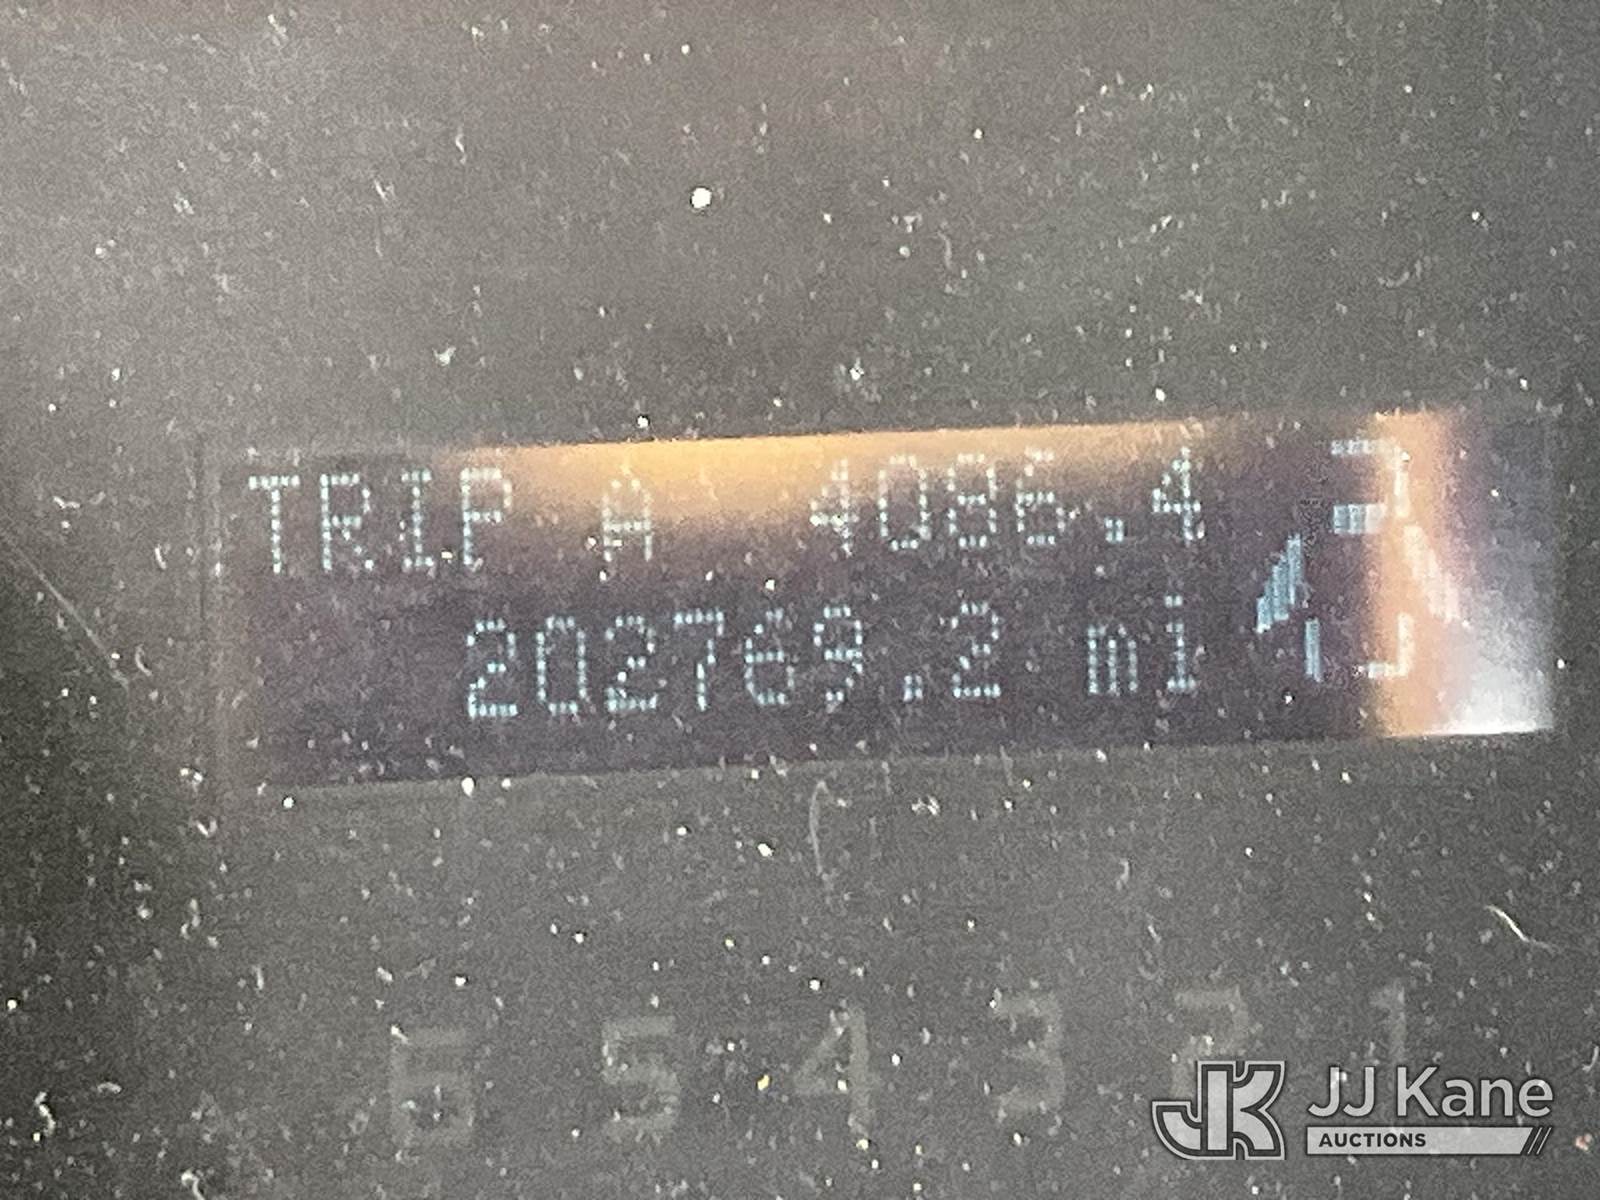 TRIP A 4086.4
202769.2 mi
6 5 4 3 2 1
JJ Kane
AUCTIONS